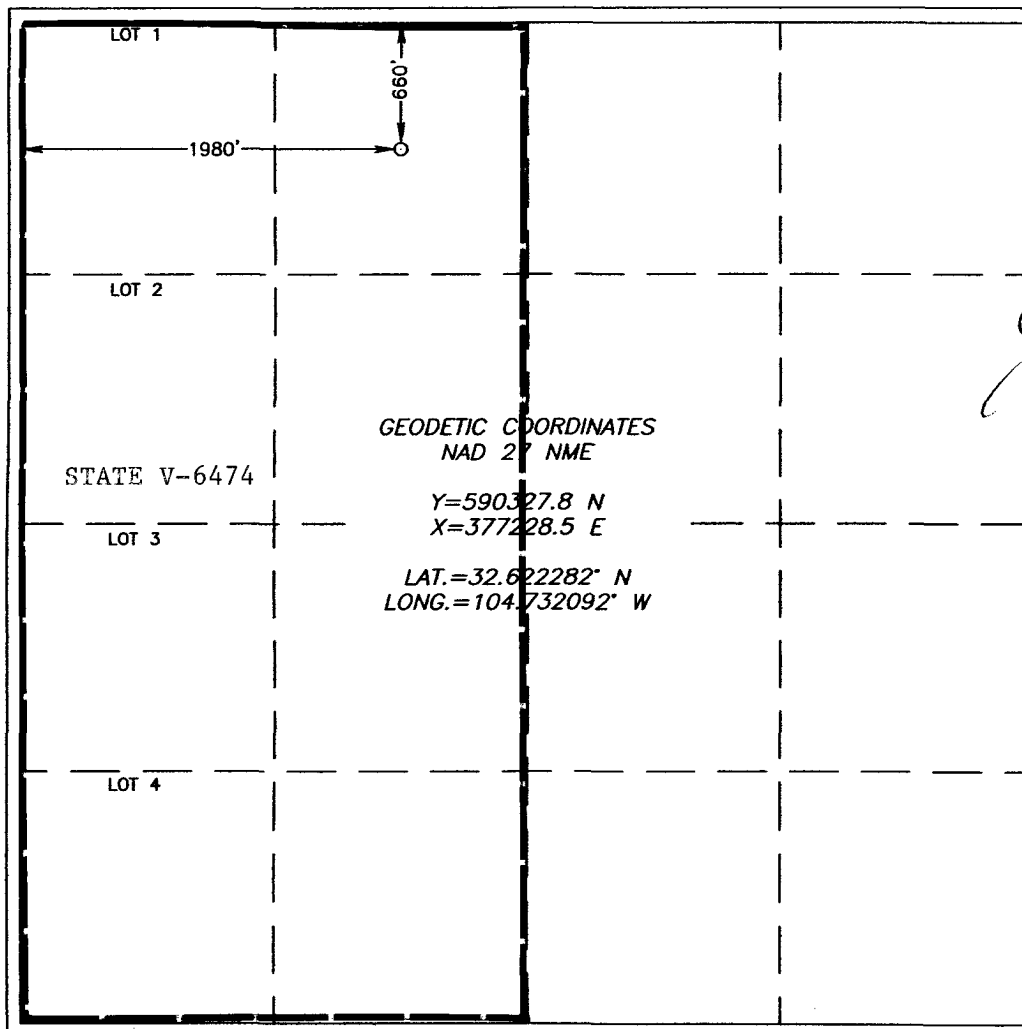 LOT 1
660'
1980'
LOT 2
GEODETIC COORDINATES
NAD 27 NME
STATE V-6474
Y=590327.8 N
X=377228.5 E
LOT 3
LAT.=32.622282° N
LONG.=104.732092° W
LOT 4